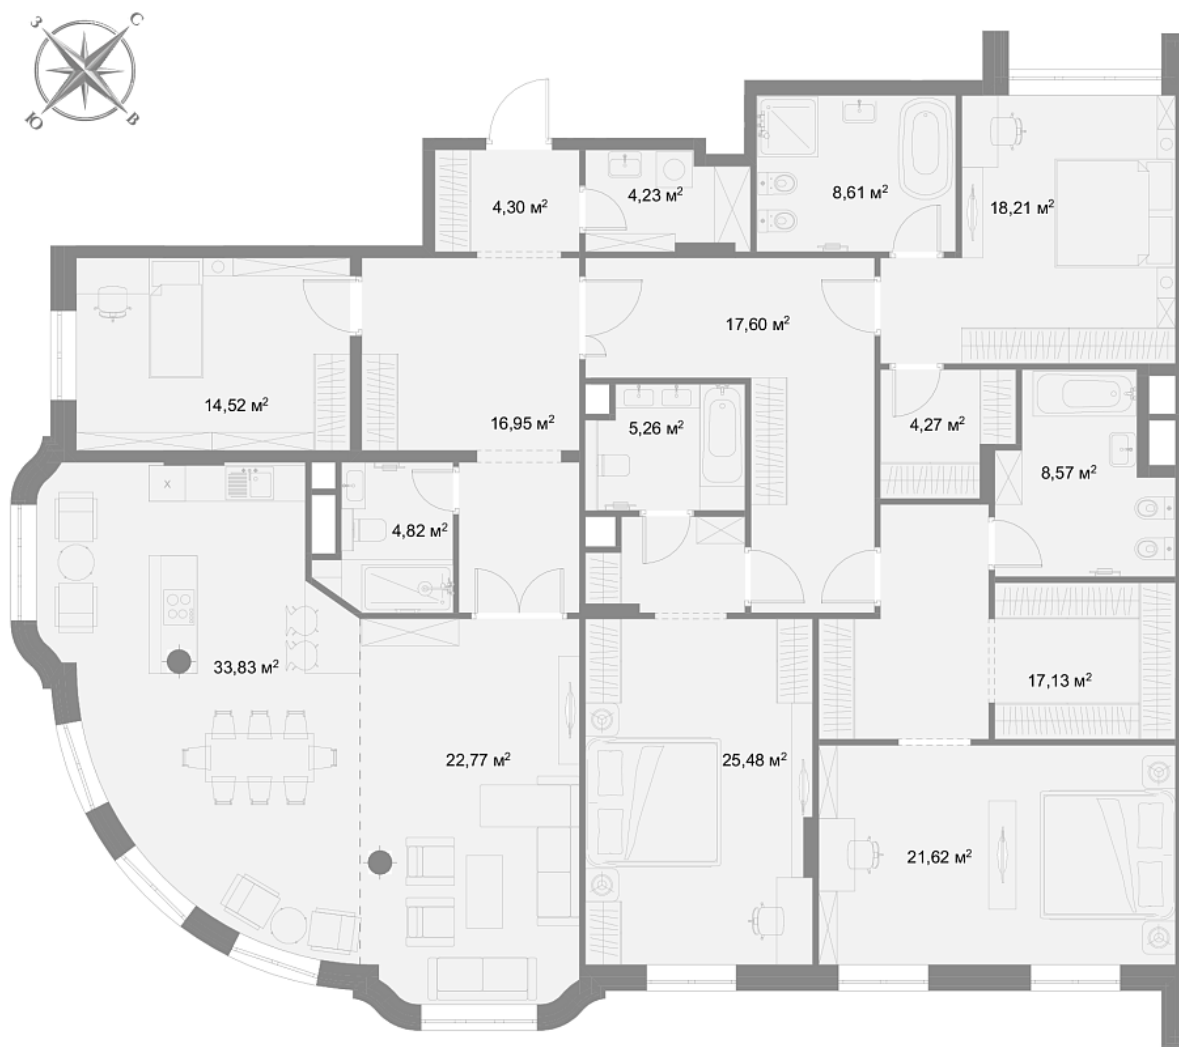 З
С
Ю
В
4,30 м²
4,23 м²
8,61 м²
18,21 м²
17,60 м²
14,52 м²
16,95 м²
5,26 м²
4,27 м²
8,57 м²
X
4,82 м²
33,83 м²
17,13 м²
22,77 м²
25,48 м²
21,62 м²